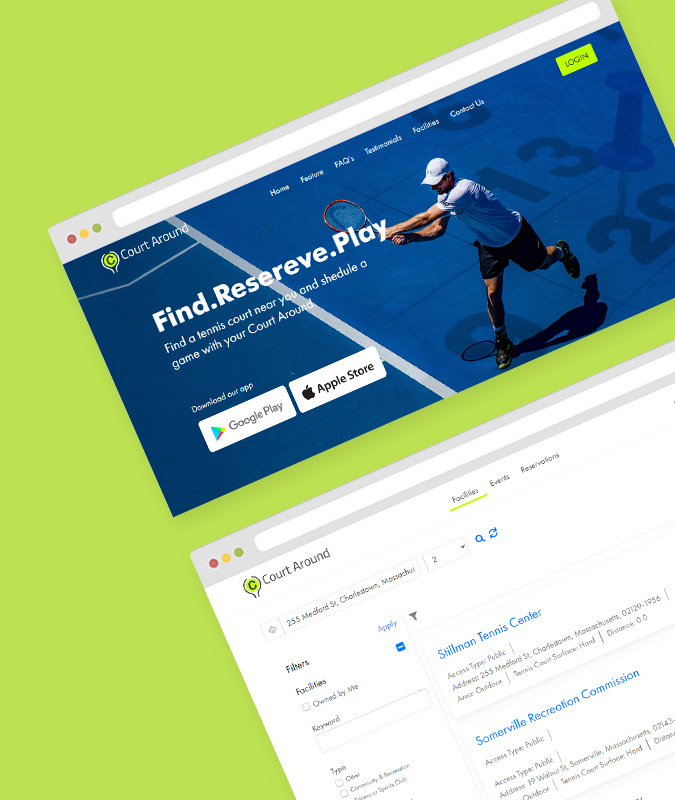 LOGIN
Home Feature FAQ's Testimonials Facilities Contact Us
Court Around
Find.Resereve.Play
Find a tennis court near you and shedule a
game with your Court Around.
Download our app
Google Play
Apple Store
13
Facilities Events Reservations
Court Around
255 Medford St, Charlestown, Massachus
2
Apply
Filters
Facilities
Owned by Me
Keyword
Type
Other
Community & Recreation
Fitness or Sports Club
Stillman Tennis Center
Access Type: Public
Address: 255 Medford St, Charlestown, Massachusetts, 02129-1956
Area: Outdoor Tennis Court Surface: Hard Distance: 0.0
Somerville Recreation Commission
Access Type: Public
Access Type: Public
Address: 19 Walnut St, Somerville, Massachusetts, 02143-
Outdoor Tennis Court Surface: Hard Distan